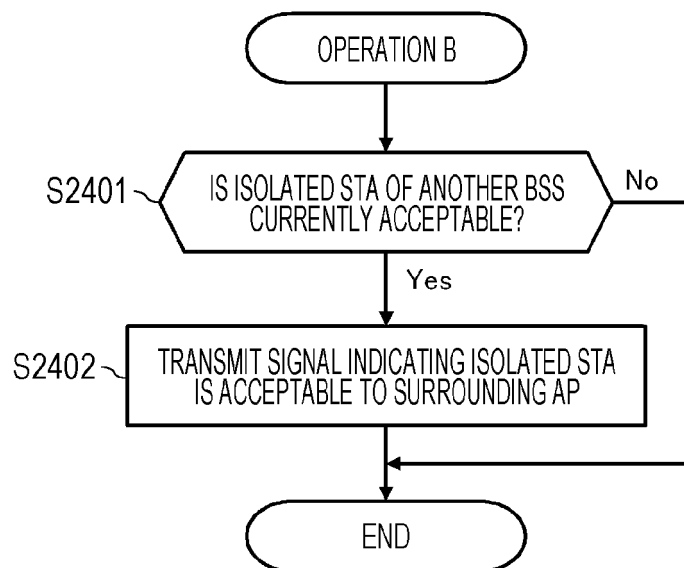 OPERATION B
S2401
IS ISOLATED STA OF ANOTHER BSS
CURRENTLY ACCEPTABLE?
No
Yes
S2402
TRANSMIT SIGNAL INDICATING ISOLATED STA
IS ACCEPTABLE TO SURROUNDING AP
END